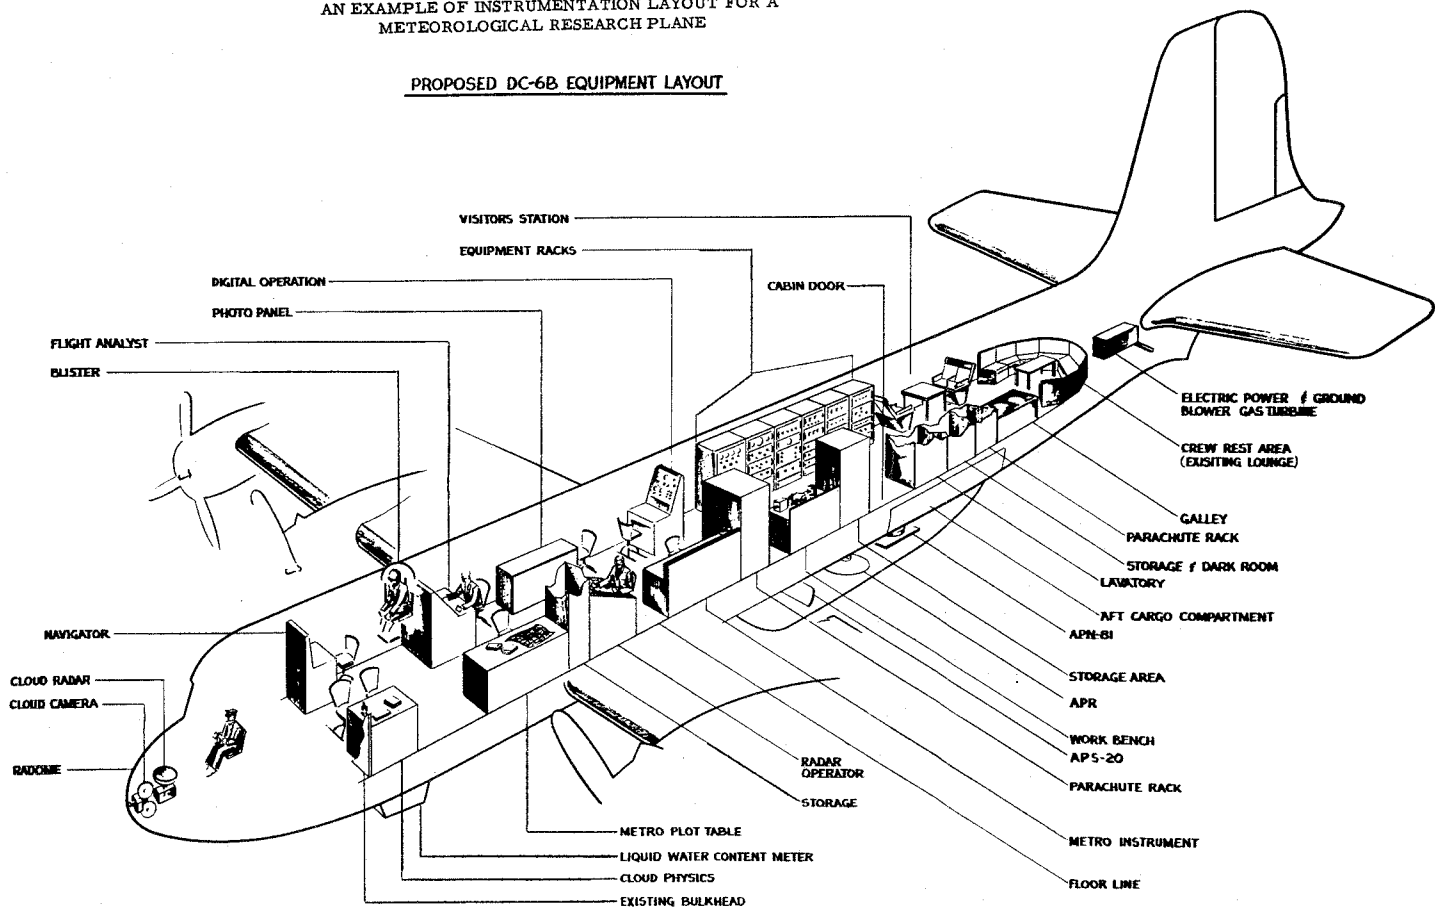 AN EXAMPLE OF INSTRUMENTATION LAYOUT FOR A
METEOROLOGICAL RESEARCH PLANE
PROPOSED DC-6B EQUIPMENT LAYOUT
VISITORS STATION
EQUIPMENT RACKS
DIGITAL OPERATION
CABIN DOOR
PHOTO PANEL
FLIGHT ANALYST
BLISTER
NAVIGATOR
CLOUD RADAR
CLOUD CAMERA
RADOME
ELECTRIC POWER & GROUND
BLOWER GAS TURBINE
CREW REST AREA
(EXISITING LOUNGE)
GALLEY
PARACHUTE RACK
STORAGE & DARK ROOM
LAVATORY
AFT CARGO COMPARTMENT
APN-81
STORAGE AREA
APR
WORK BENCH
APS-20
PARACHUTE RACK
METRO INSTRUMENT
FLOOR LINE
RADAR
OPERATOR
STORAGE
METRO PLOT TABLE
LIQUID WATER CONTENT METER
CLOUD PHYSICS
EXISTING BULKHEAD